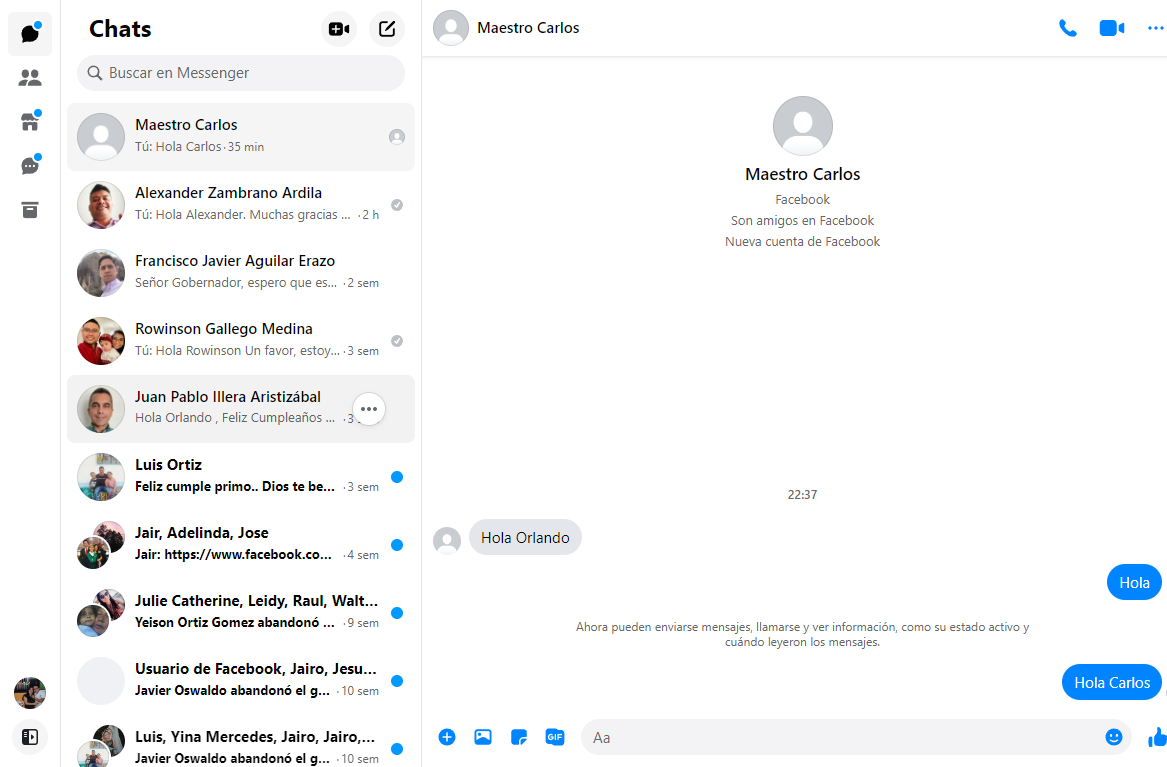 Chats
Buscar en Messenger
Maestro Carlos
Tú: Hola Carlos · 35 min
Alexander Zambrano Ardila
Tú: Hola Alexander. Muchas gracias ... · 2 h
Francisco Javier Aguilar Erazo
Señor Gobernador, espero que es... · 2 sem
Rowinson Gallego Medina
Tú: Hola Rowinson Un favor, estoy... · 3 sem
Juan Pablo Illera Aristizábal
Hola Orlando , Feliz Cumpleaños ... · 3
Luis Ortiz
Feliz cumple primo.. Dios te be... · 3 sem
Jair, Adelinda, Jose
Jair: https://www.facebook.co... · 4 sem
Julie Catherine, Leidy, Raul, Walt...
Yeison Ortiz Gomez abandonó ... · 9 sem
Usuario de Facebook, Jairo, Jesu...
Javier Oswaldo abandonó el g... · 10 sem
Luis, Yina Mercedes, Jairo, Jairo,...
Javier Oswaldo abandonó el g... · 10 sem
Maestro Carlos
Maestro Carlos
Facebook
Son amigos en Facebook
Nueva cuenta de Facebook
22:37
Hola Orlando
Hola
Ahora pueden enviarse mensajes, llamarse y ver información, como su estado activo y
cuándo leyeron los mensajes.
Hola Carlos
GIF
Aa